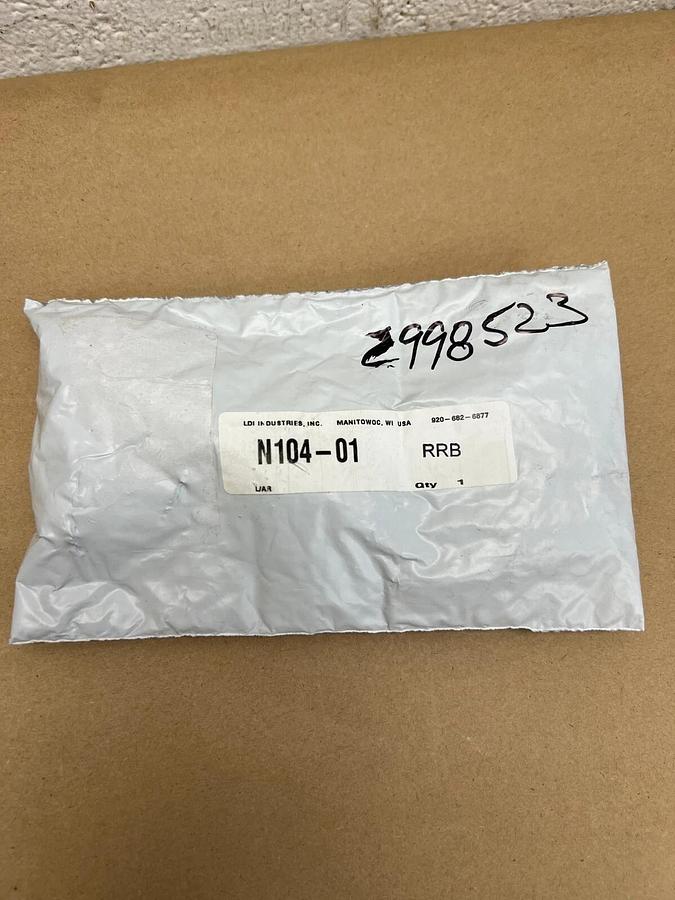 2998523
LDI INDUSTRIES, INC. MANITOWOC, WI USA 920-682-6877
N104-01 RRB
Qty 1